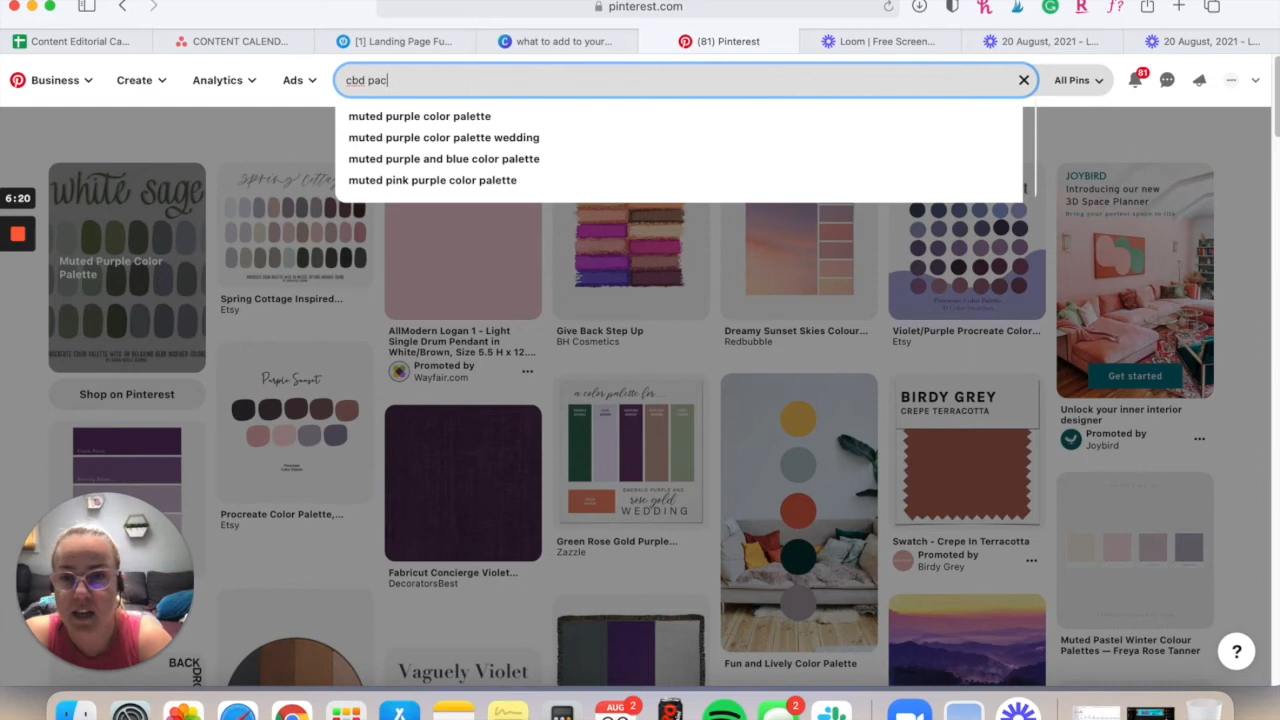 pinterest.com
Content Editorial Ca...
CONTENT CALEND...
[1] Landing Page Fu...
what to add to your...
(81) Pinterest
Loom | Free Screen...
20 August, 2021 - L...
20 August, 2021 - L...
Business
Create
Analytics
Ads
cbd pac
All Pins
81
muted purple color palette
muted purple color palette wedding
muted purple and blue color palette
muted pink purple color palette
6:20
white sage
Muted Purple Color
Palette
Shop on Pinterest
BACK
Spring Cottage Inspired...
Etsy
Purple Sunset
Procreate Color Palette,...
Etsy
AllModern Logan 1 - Light
Single Drum Pendant in
White/Brown, Size 5.5 H x 12....
Promoted by
Wayfair.com
Fabricut Concierge Violet...
DecoratorsBest
Vaguely Violet
Give Back Step Up
BH Cosmetics
a color palette for...
rose gold
WEDDING
Green Rose Gold Purple...
Zazzle
Dreamy Sunset Skies Colour...
Redbubble
Fun and Lively Color Palette
Violet/Purple Procreate Color...
Etsy
BIRDY GREY
CREPE TERRACOTTA
Swatch - Crepe In Terracotta
Promoted by
Birdy Grey
JOYBIRD
Introducing our new
3D Space Planner
Bring your perfect space to life
Get started
Unlock your inner interior
designer
Promoted by
Joybird
Muted Pastel Winter Colour
Palettes — Freya Rose Tanner
?
AUG
2
2